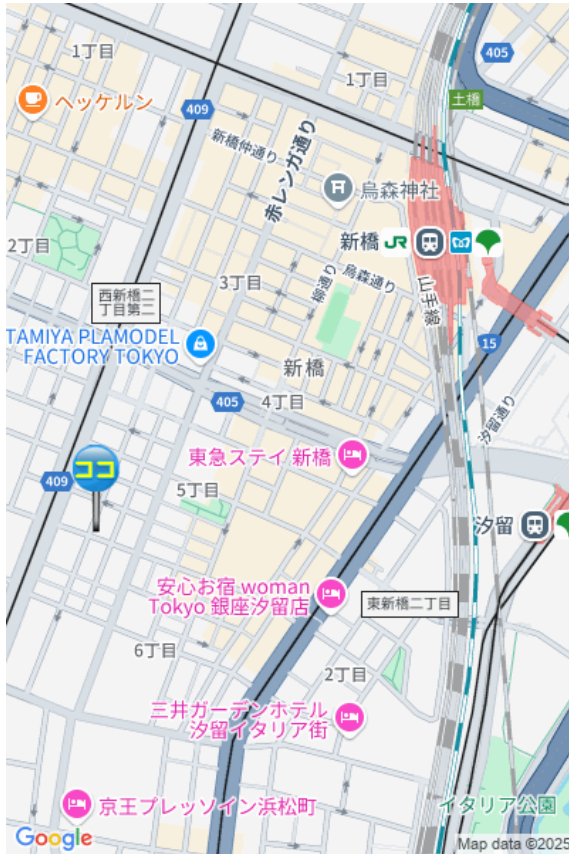 1丁目
1丁目
405
土橋
ヘッケルン
409
新橋仲通り
赤レンガ通り
烏森神社
2丁目
新橋 JR
3丁目
柳通り
烏森通り
山手線
西新橋二
丁目第二
TAMIYA PLAMODEL
FACTORY TOKYO
15
新橋
405
4丁目
汐留通り
東急ステイ 新橋
ココ
409
5丁目
汐留
安心お宿 woman
Tokyo 銀座汐留店
東新橋二丁目
6丁目
2丁目
三井ガーデンホテル
汐留イタリア街
京王プレッソイン浜松町
イタリア公園
Google
Map data ©2025